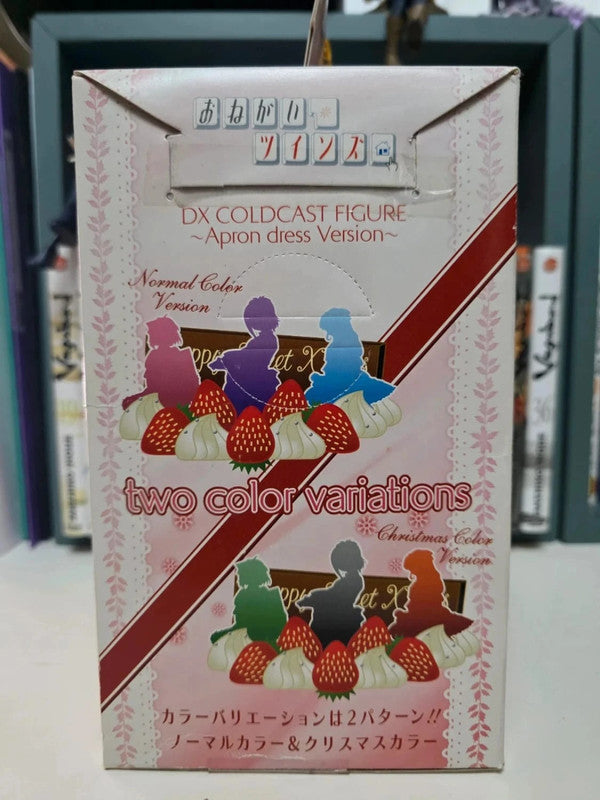 おねがい
ツインズ
DX COLDCAST FIGURE
~Apron dress Version~
Normal Color
Version
two color variations
Christmas Color
Version
カラーバリエーションは2パターン!!
ノーマルカラー&クリスマスカラー
Vagabond
36